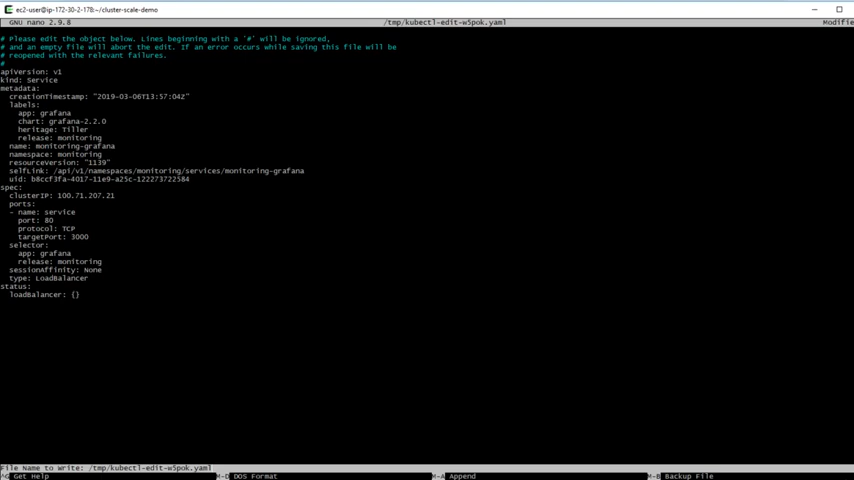 ec2-user@ip-172-30-2-178:~/cluster-scale-demo
GNU nano 2.9.8 /tmp/kubectl-edit-w5pok.yaml Modifie
# Please edit the object below. Lines beginning with a '#' will be ignored,
# and an empty file will abort the edit. If an error occurs while saving this file will be
# reopened with the relevant failures.
#
apiVersion: v1
kind: Service
metadata:
creationTimestamp: "2019-03-06T13:57:04Z"
labels:
app: grafana
chart: grafana-2.2.0
heritage: Tiller
release: monitoring
name: monitoring-grafana
namespace: monitoring
resourceVersion: "1139"
selfLink: /api/v1/namespaces/monitoring/services/monitoring-grafana
uid: b8ccf3fa-4017-11e9-a25c-122273722584
spec:
clusterIP: 100.71.207.21
ports:
- name: service
port: 80
protocol: TCP
targetPort: 3000
selector:
app: grafana
release: monitoring
sessionAffinity: None
type: LoadBalancer
status:
loadBalancer: {}
File Name to Write: /tmp/kubectl-edit-w5pok.yaml
^G Get Help M-D DOS Format M-A Append M-B Backup File